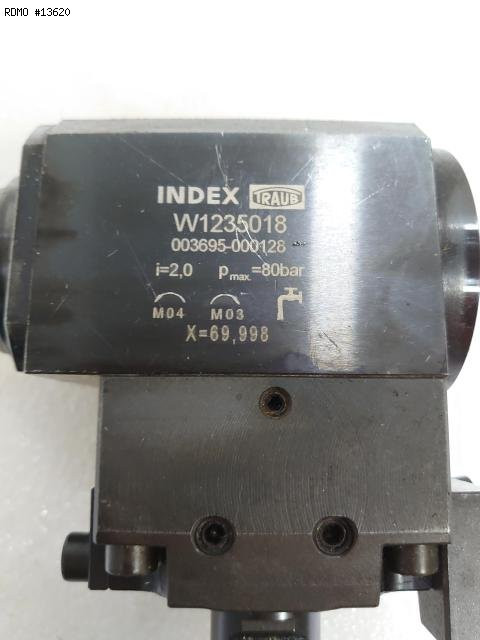 RDMO #13620
INDEX TRAUB
W1235018
003695-000128
i=2,0 pmax.=80bar
M04 M03
X=69,998